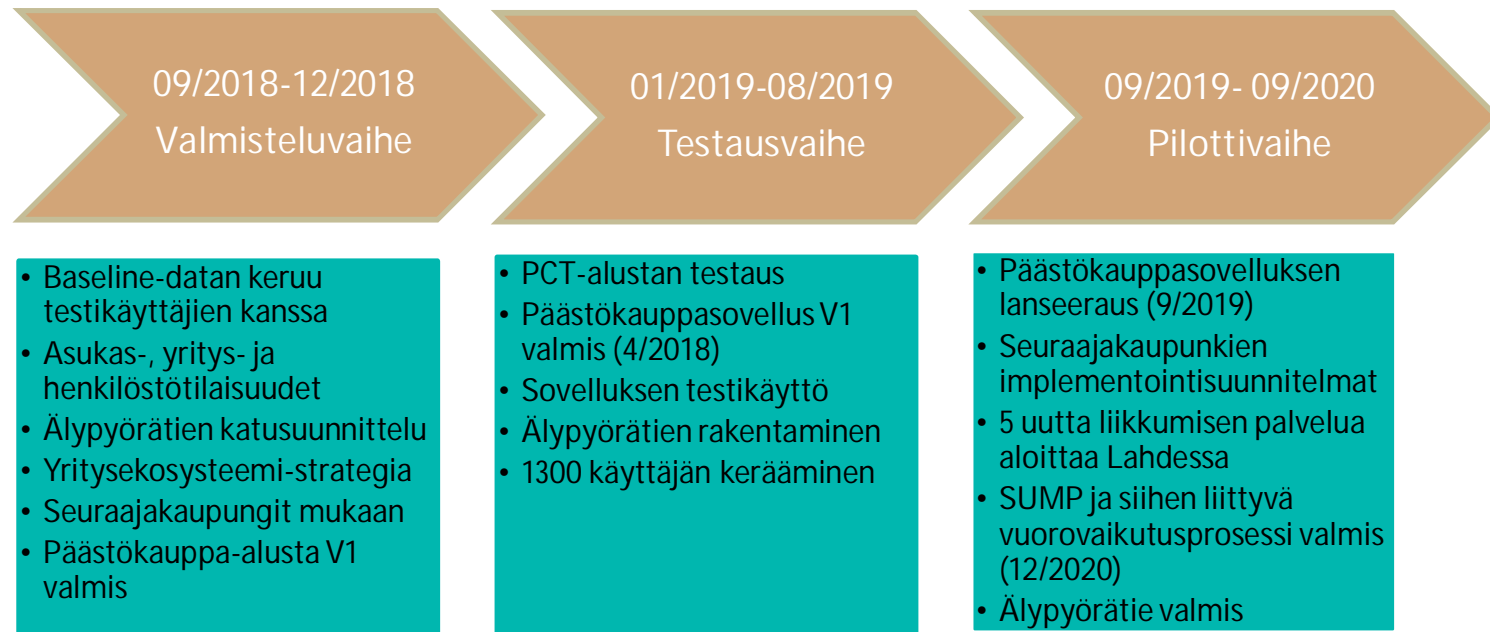 09/2018-12/2018
Valmisteluvaihe
• Baseline-datan keruu
testikäyttäjien kanssa
• Asukas-, yritys- ja
henkilöstötilaisuudet
• Älypyörätien katusuunnittelu
• Yritysekosysteemi-strategia
• Seuraajakaupungit mukaan
• Päästökauppa-alusta V1
valmis
01/2019-08/2019
Testausvaihe
• PCT-alustan testaus
• Päästökauppasovellus V1
valmis (4/2018)
• Sovelluksen testikäyttö
• Älypyörätien rakentaminen
• 1300 käyttäjän kerääminen
09/2019- 09/2020
Pilottivaihe
• Päästökauppasovelluksen
lanseeraus (9/2019)
• Seuraajakaupunkien
implementointisuunnitelmat
• 5 uutta liikkumisen palvelua
aloittaa Lahdessa
• SUMP ja siihen liittyvä
vuorovaikutusprosessi valmis
(12/2020)
• Älypyörätie valmis